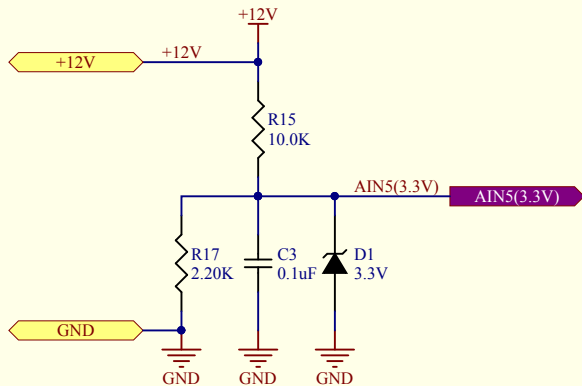 +12V
+12V
+12V
R15
10.0K
AIN5(3.3V)
AIN5(3.3V)
R17
2.20K
C3
0.1uF
D1
3.3V
GND
GND
GND
GND